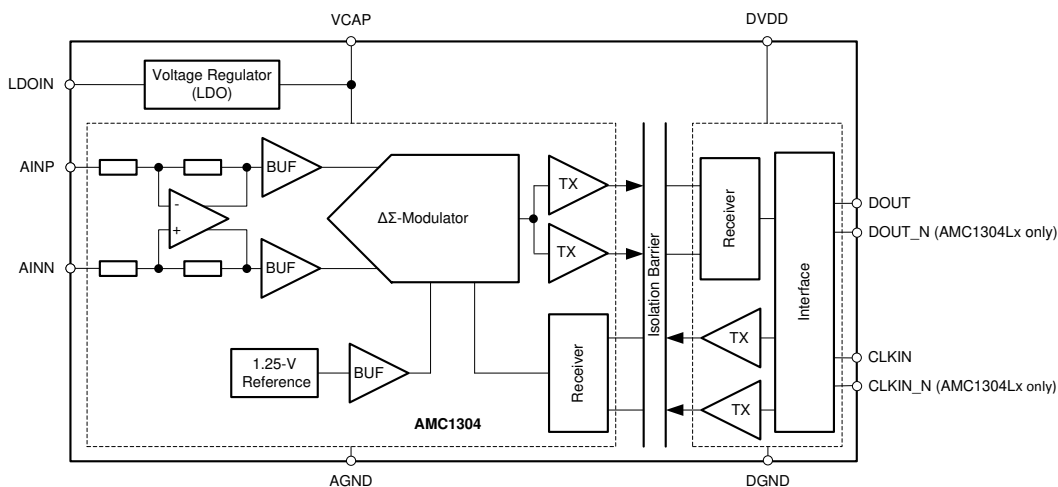 VCAP
DVDD
LDOIN
Voltage Regulator
(LDO)
AINP
BUF
TX
-
ΔΣ-Modulator
+
TX
AINN
BUF
Isolation Barrier
Receiver
Interface
DOUT
DOUT_N (AMC1304Lx only)
1.25-V
Reference
BUF
Receiver
TX
TX
CLKIN
CLKIN_N (AMC1304Lx only)
AMC1304
AGND
DGND